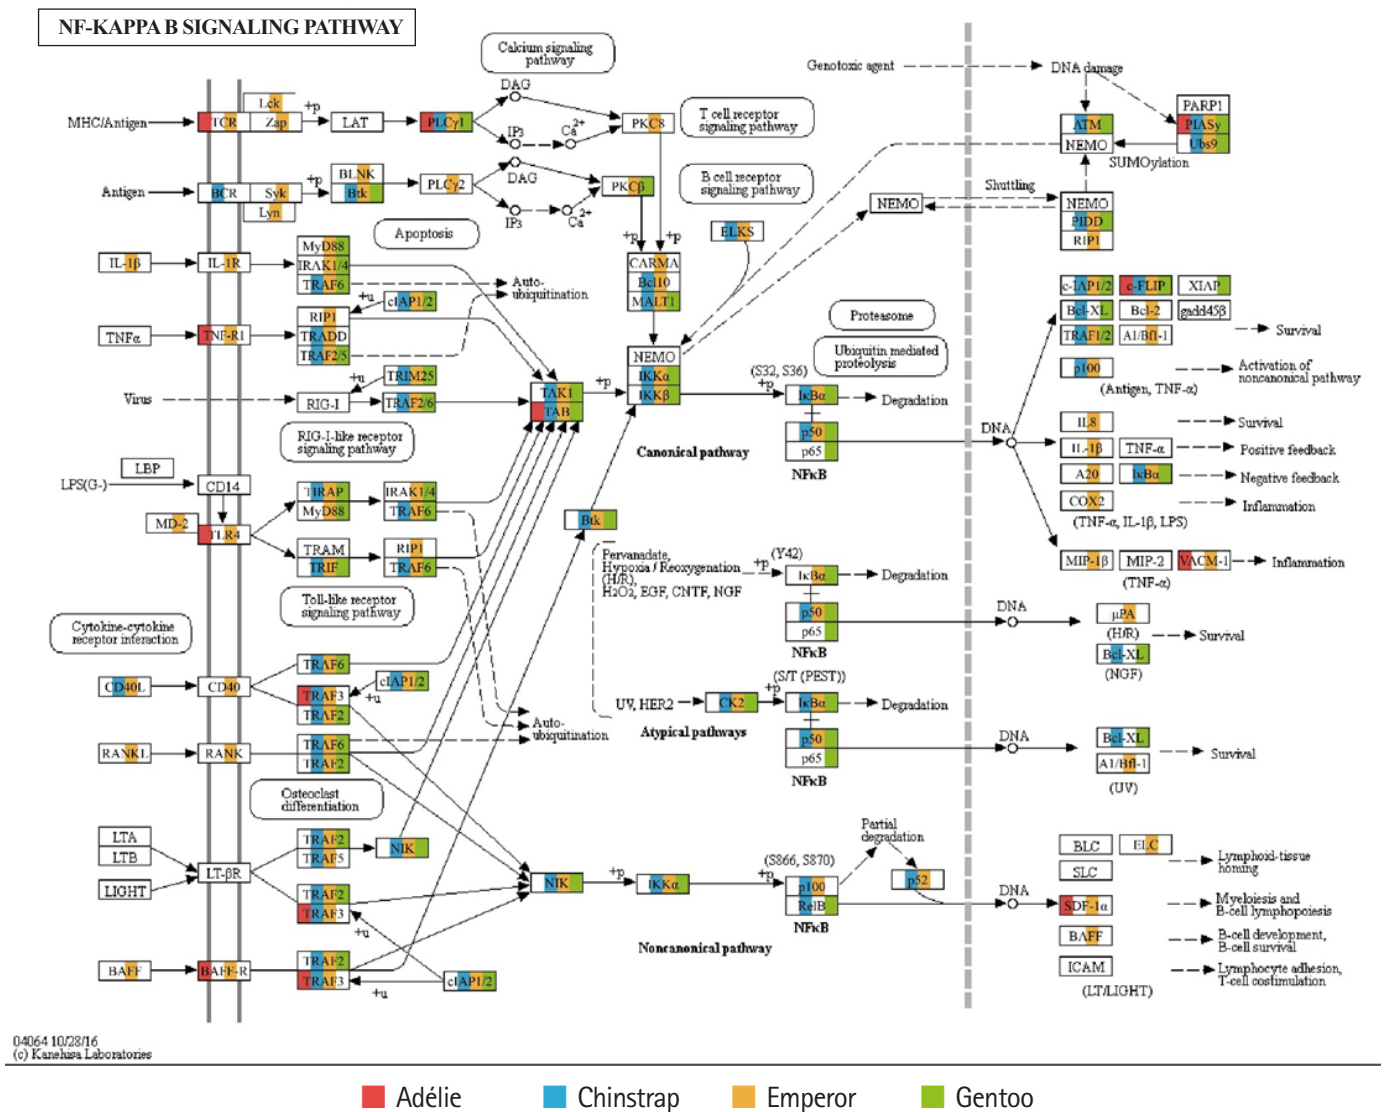 NF-KAPPA B SIGNALING PATHWAY
Calcium signaling
pathway
Genotoxic agent
DNA damage
DAG
Lck
+p
MHC/Antigen
TCR
Zap
LAT
PLCγ1
IP3
Ca2+
PKCθ
T cell receptor
signaling pathway
PARP1
ATM
PIASy
NEMO
Ubs9
SUMOylation
Antigen
BCR
Syk
Lyn
+p
BLNK
Btk
PLCγ2
DAG
IP3
Ca2+
PKCβ
B cell receptor
signaling pathway
NEMO
Shuttling
NEMO
PIDD
RIP1
Apoptosis
+p
+p
ELKS
IL-1β
IL-1R
MyD88
IRAK1/4
TRAF6
Auto-
ubiquitination
CARMA
Bcl10
MALT1
c-IAP1/2
c-FLIP
XIAP
Bcl-XL
Bcl-2
gadd45β
TRAF1/2
A1/Bfl-1
Survival
+u
cIAP1/2
TNFα
TNF-R1
RIP1
TRADD
TRAF2/5
Proteasome
Ubiquitin mediated
proteolysis
p100
Activation of
noncanonical pathway
(Antigen, TNF-α)
+u
TRIM25
Virus
RIG-I
TRAF2/6
TAK1
TAB
+p
NEMO
IKKα
IKKβ
(S32, S36)
+p
IκBα
Degradation
RIG-I-like receptor
signaling pathway
p50
p65
NFκB
Canonical pathway
DNA
IL8
Survival
IL-1β
TNF-α
Positive feedback
A20
IκBα
Negative feedback
COX2
Inflammation
(TNF-α, IL-1β, LPS)
LBP
LPS(G-)
CD14
MD-2
TLR4
TIRAP
MyD88
IRAK1/4
TRAF6
TRAM
TRIF
RIP1
TRAF6
Btk
Toll-like receptor
signaling pathway
Pervanadate,
Hypoxia / Reoxygenation
(H/R),
H2O2, EGF, CNTF, NGF
(Y42)
+p
IκBα
Degradation
p50
p65
NFκB
MIP-1β
MIP-2
VACM-1
Inflammation
(TNF-α)
DNA
μPA
(H/R)
Survival
Bcl-XL
(NGF)
Cytokine-cytokine
receptor interaction
CD40L
CD40
TRAF6
TRAF3
TRAF2
cIAP1/2
+u
RANKL
RANK
TRAF6
TRAF2
Auto-
ubiquitination
UV, HER2
CK2
(S/T (PEST))
+p
IκBα
Degradation
Atypical pathways
p50
p65
NFκB
DNA
Bcl-XL
A1/Bfl-1
Survival
(UV)
Osteoclast
differentiation
LTA
LTB
LIGHT
LT-βR
TRAF2
TRAF5
NIK
TRAF2
TRAF3
+u
NIK
+p
IKKα
(S866, S870)
+p
p100
RelB
NFκB
Partial
degradation
p52
DNA
BLC
ELC
SLC
Lymphoid-tissue
homing
SDF-1α
Myeloiesis and
B-cell lymphopoiesis
BAFF
B-cell development,
B-cell survival
ICAM
Lymphocyte adhesion,
T-cell costimulation
(LT/LIGHT)
Noncanonical pathway
BAFF
BAFF-R
TRAF2
TRAF3
+u
cIAP1/2
04064 10/28/16
(c) Kanehisa Laboratories
Adélie
Chinstrap
Emperor
Gentoo